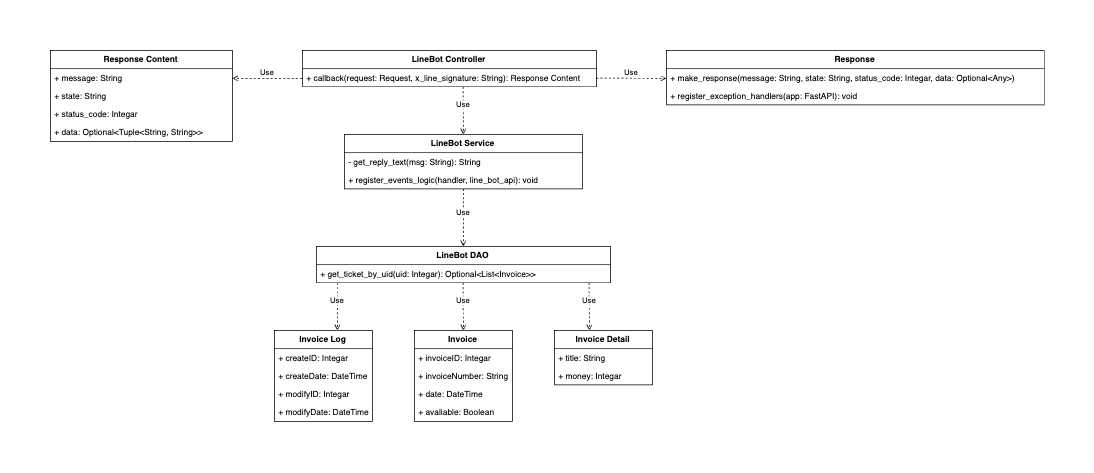 Response Content
+ message: String
+ state: String
+ status_code: Integar
+ data: Optional<Tuple<String, String>>
Use
LineBot Controller
+ callback(request: Request, x_line_signature: String): Response Content
Use
Response
+ make_response(message: String, state: String, status_code: Integar, data: Optional<Any>)
+ register_exception_handlers(app: FastAPI): void
Use
LineBot Service
- get_reply_text(msg: String): String
+ register_events_logic(handler, line_bot_api): void
Use
LineBot DAO
+ get_ticket_by_uid(uid: Integar): Optional<List<Invoice>>
Use
Use
Use
Invoice Log
+ createID: Integar
+ createDate: DateTime
+ modifyID: Integar
+ modifyDate: DateTime
Invoice
+ invoiceID: Integar
+ invoiceNumber: String
+ date: DateTime
+ avaliable: Boolean
Invoice Detail
+ title: String
+ money: Integar